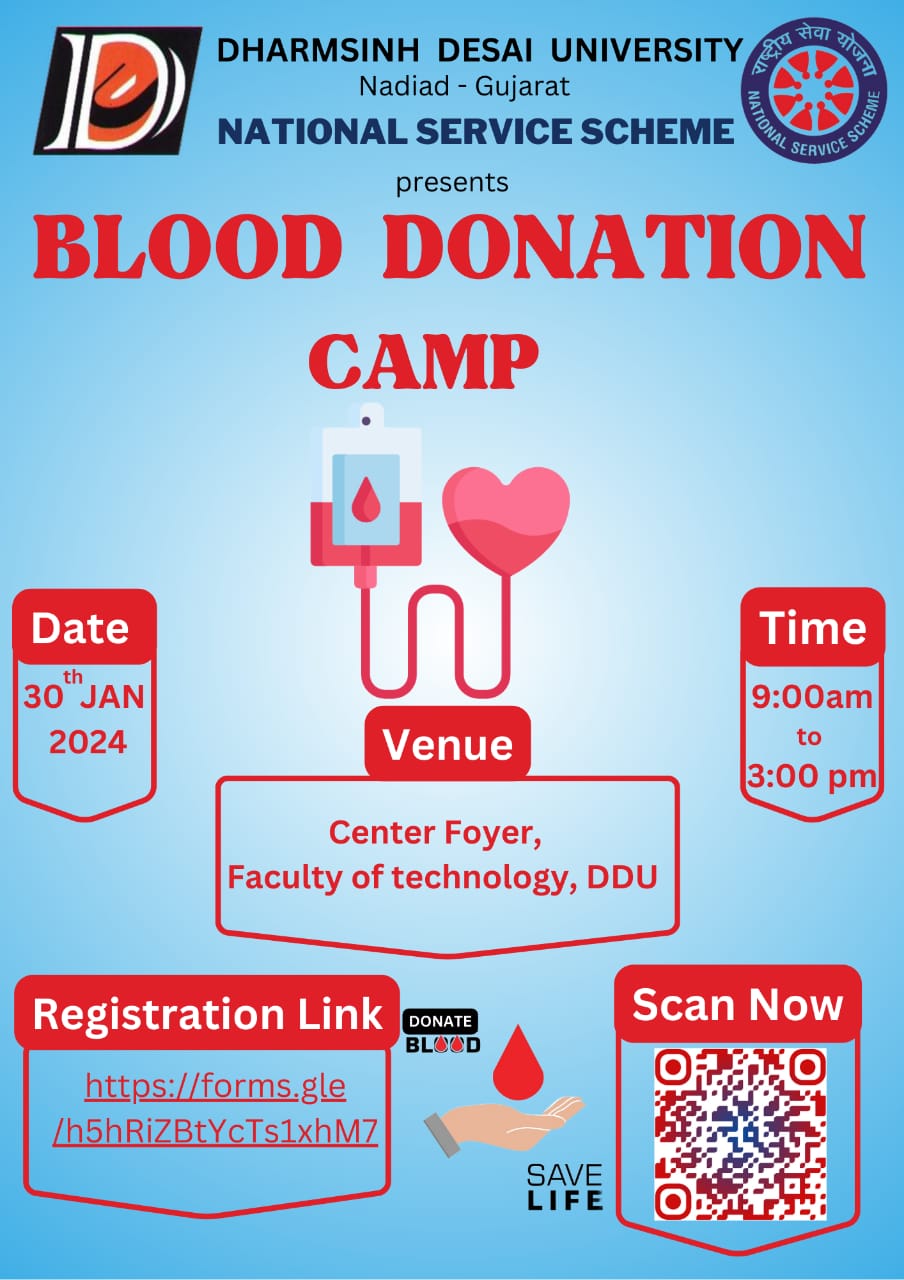 DHARMSINH DESAI UNIVERSITY
Nadiad - Gujarat
NATIONAL SERVICE SCHEME
राष्ट्रीय सेवा योजना
NATIONAL SERVICE SCHEME
presents
BLOOD DONATION
CAMP
Date
30th JAN
2024
Time
9:00am
to
3:00 pm
Venue
Center Foyer,
Faculty of technology, DDU
Registration Link
https://forms.gle
/h5hRiZBtYcTs1xhM7
DONATE
BLOOD
SAVE
LIFE
Scan Now